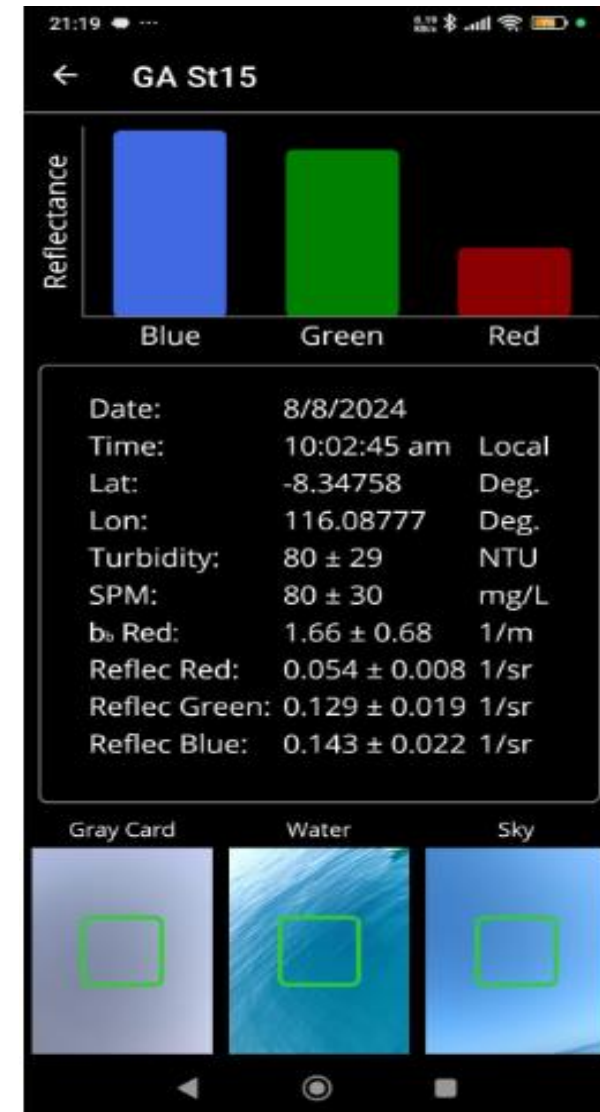 21:19
GA St15
Reflectance
Blue Green Red
Date: 8/8/2024
Time: 10:02:45 am Local
Lat: -8.34758 Deg.
Lon: 116.08777 Deg.
Turbidity: 80 ± 29 NTU
SPM: 80 ± 30 mg/L
bb Red: 1.66 ± 0.68 1/m
Reflec Red: 0.054 ± 0.008 1/sr
Reflec Green: 0.129 ± 0.019 1/sr
Reflec Blue: 0.143 ± 0.022 1/sr
Gray Card Water Sky